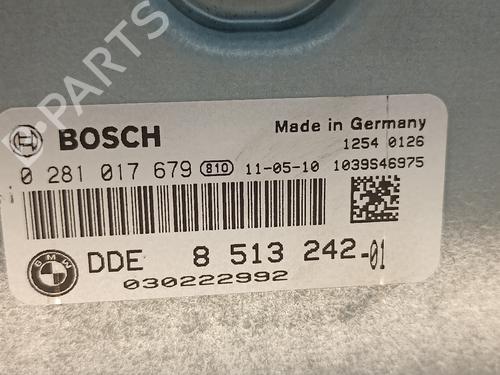 B-PARTS
BOSCH
Made in Germany
1254 0126
0 281 017 679 810 11-05-10 1039S46975
BMW
DDE 8 513 242-01
030222992